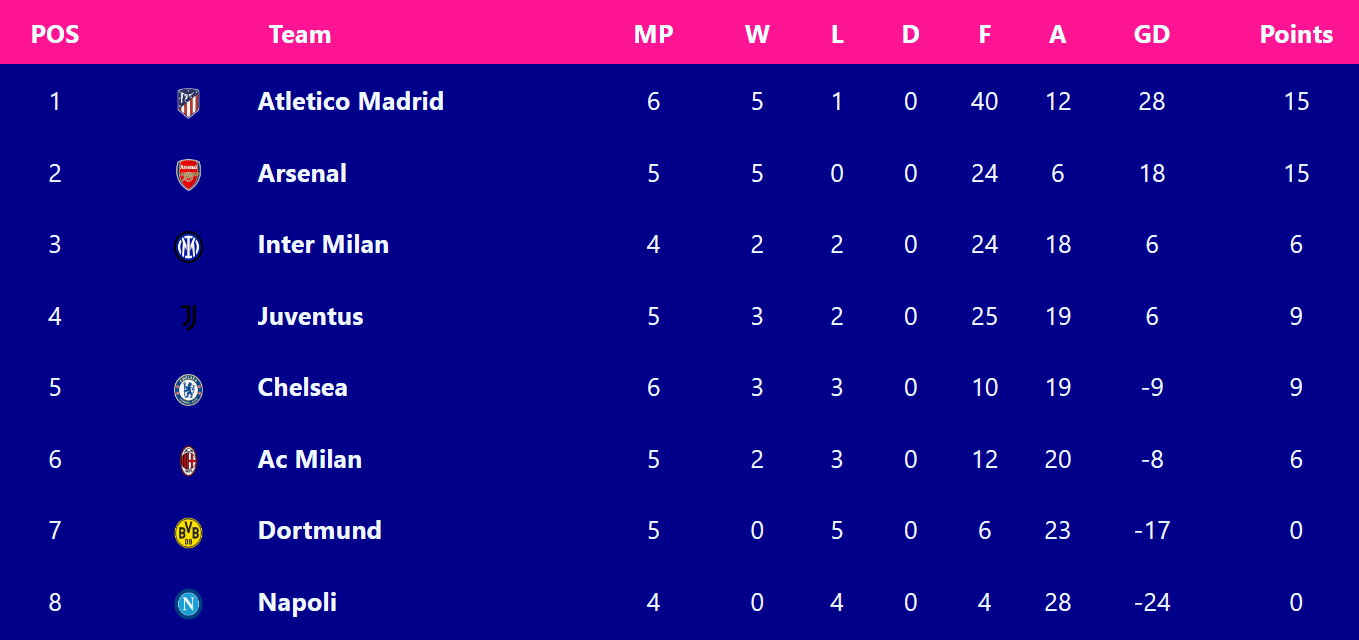 POS Team MP W L D F A GD Points
1 Atletico Madrid 6 5 1 0 40 12 28 15
2 Arsenal 5 5 0 0 24 6 18 15
3 Inter Milan 4 2 2 0 24 18 6 6
4 Juventus 5 3 2 0 25 19 6 9
5 Chelsea 6 3 3 0 10 19 -9 9
6 Ac Milan 5 2 3 0 12 20 -8 6
7 BVB 09 Dortmund 5 0 5 0 6 23 -17 0
8 N Napoli 4 0 4 0 4 28 -24 0